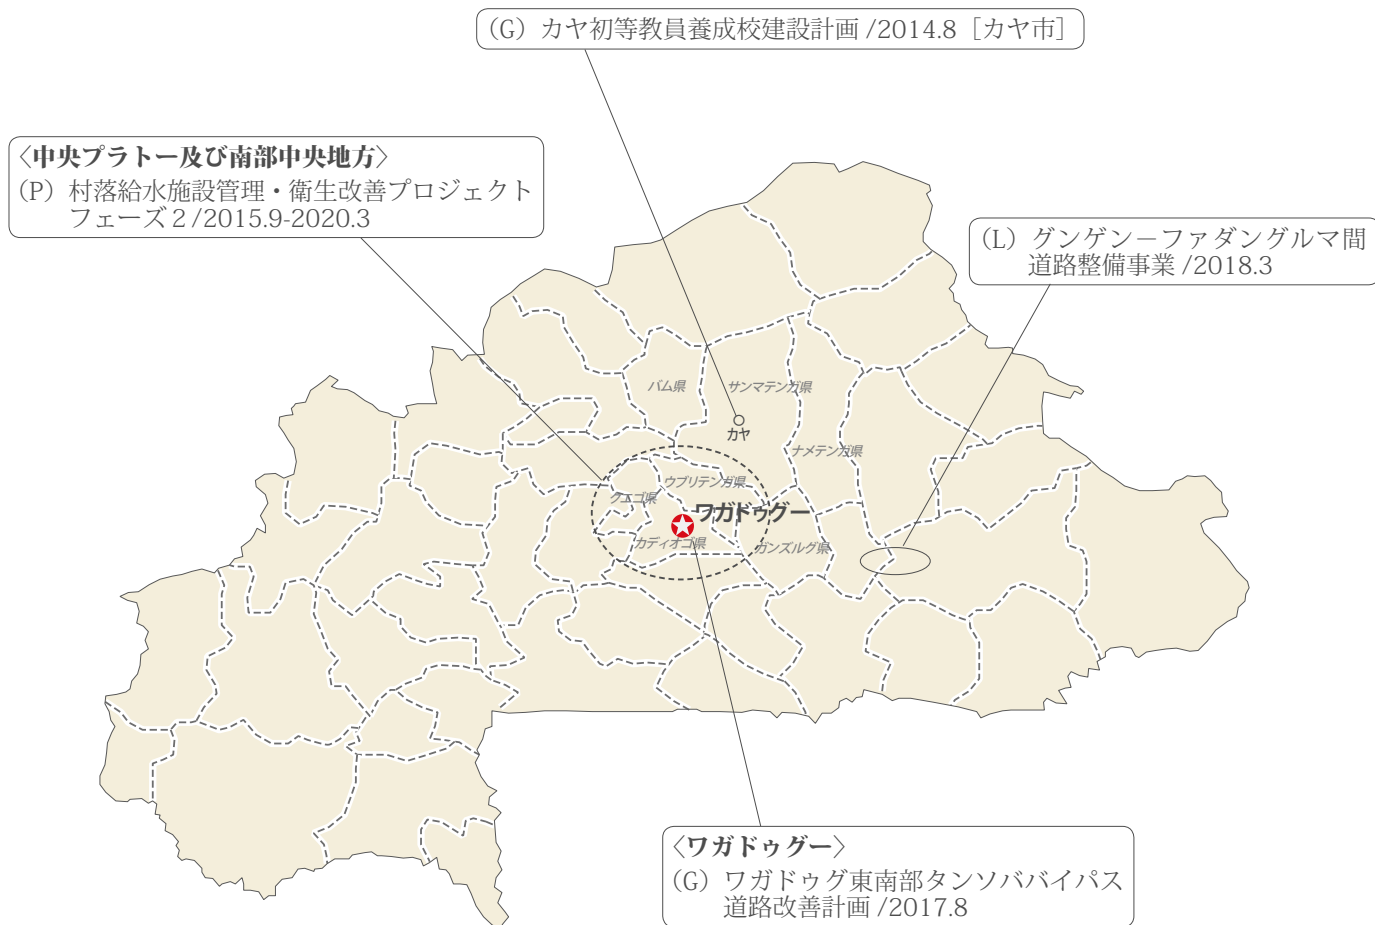 （G）カヤ初等教員養成校建設計画 /2014.8［カヤ市］
〈中央プラトー及び南部中央地方〉
（P）村落給水施設管理・衛生改善プロジェクト
フェーズ 2 /2015.9-2020.3
（L）グンゲン－ファダングルマ間
道路整備事業 /2018.3
バム県
サンマテンガ県
カヤ
ナメテンガ県
ウブリテンガ県
クエゴ県
ワガドゥグー
カディオゴ県
ガンズルグ県
〈ワガドゥグー〉
（G）ワガドゥグ東南部タンソババイパス
道路改善計画 /2017.8